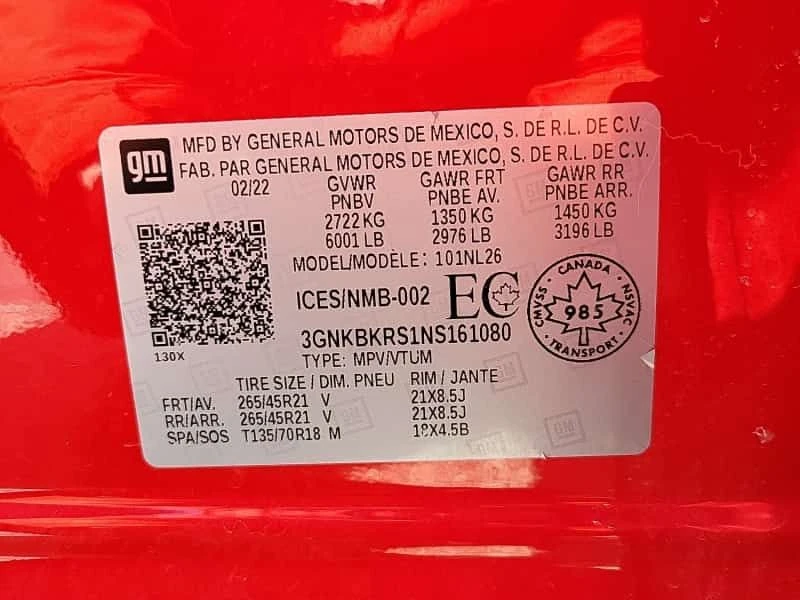 gm
MFD BY GENERAL MOTORS DE MEXICO, S. DE R.L. DE C.V.
FAB. PAR GENERAL MOTORS DE MEXICO, S. DE R.L. DE C.V.
02/22 GVWR GAWR FRT GAWR RR
PNBV PNBE AV. PNBE ARR.
2722 KG 1350 KG 1450 KG
6001 LB 2976 LB 3196 LB
MODEL/MODÈLE: 101NL26
ICES/NMB-002 EC
CANADA
CMVSS 985 NSVAC
TRANSPORT
3GNKBKRS1NS161080
130X
TYPE: MPV/VTUM
TIRE SIZE / DIM. PNEU RIM / JANTE
FRT/AV. 265/45R21 V 21X8.5J
RR/ARR. 265/45R21 V 21X8.5J
SPA/SOS T135/70R18 M 18X4.5B